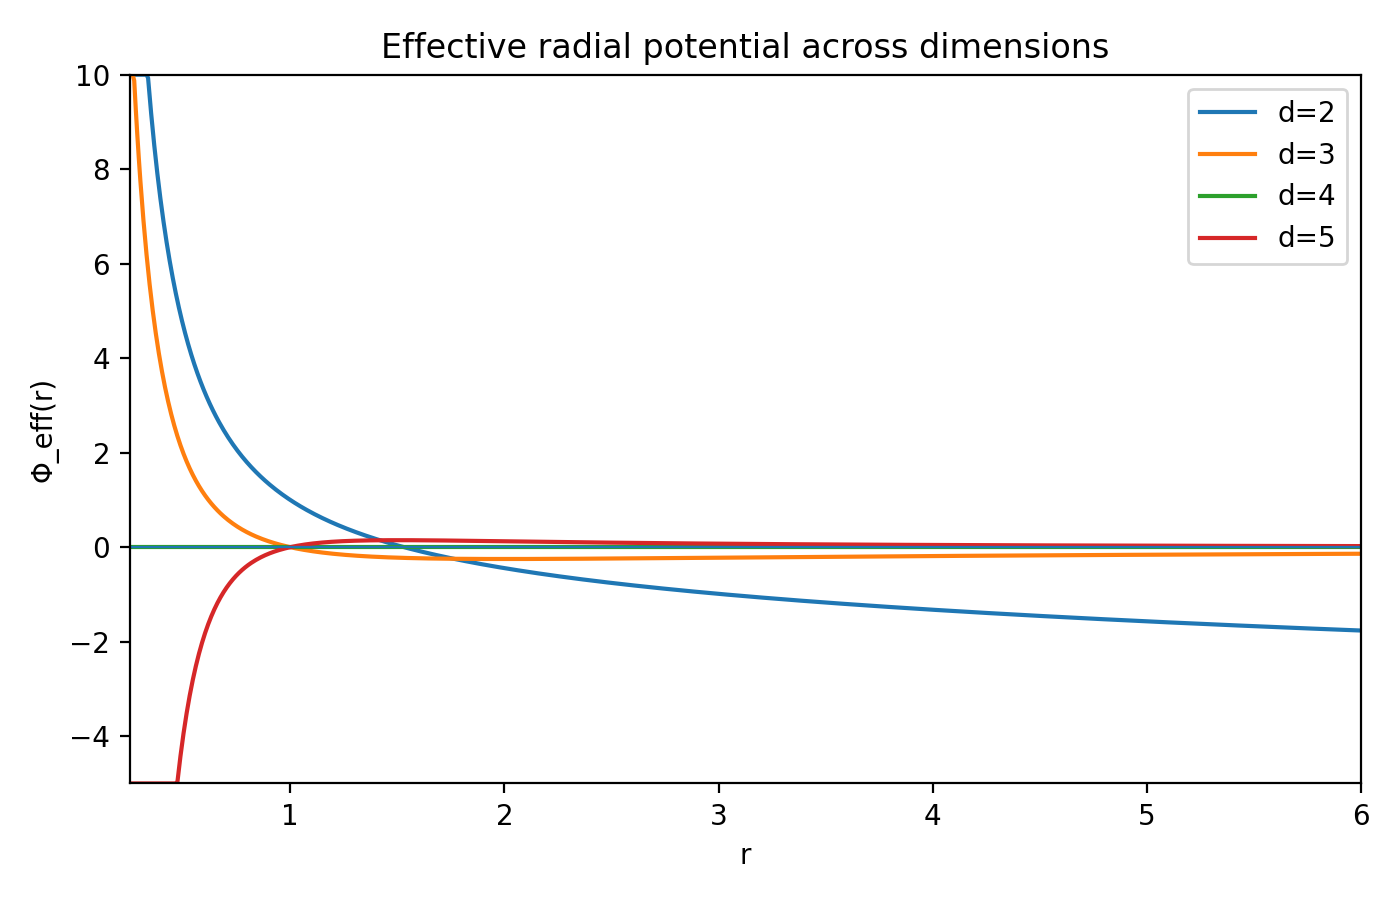 Effective radial potential across dimensions
10
8
6
4
2
0
−2
−4
Φ_eff(r)
d=2
d=3
d=4
d=5
1 2 3 4 5 6
r